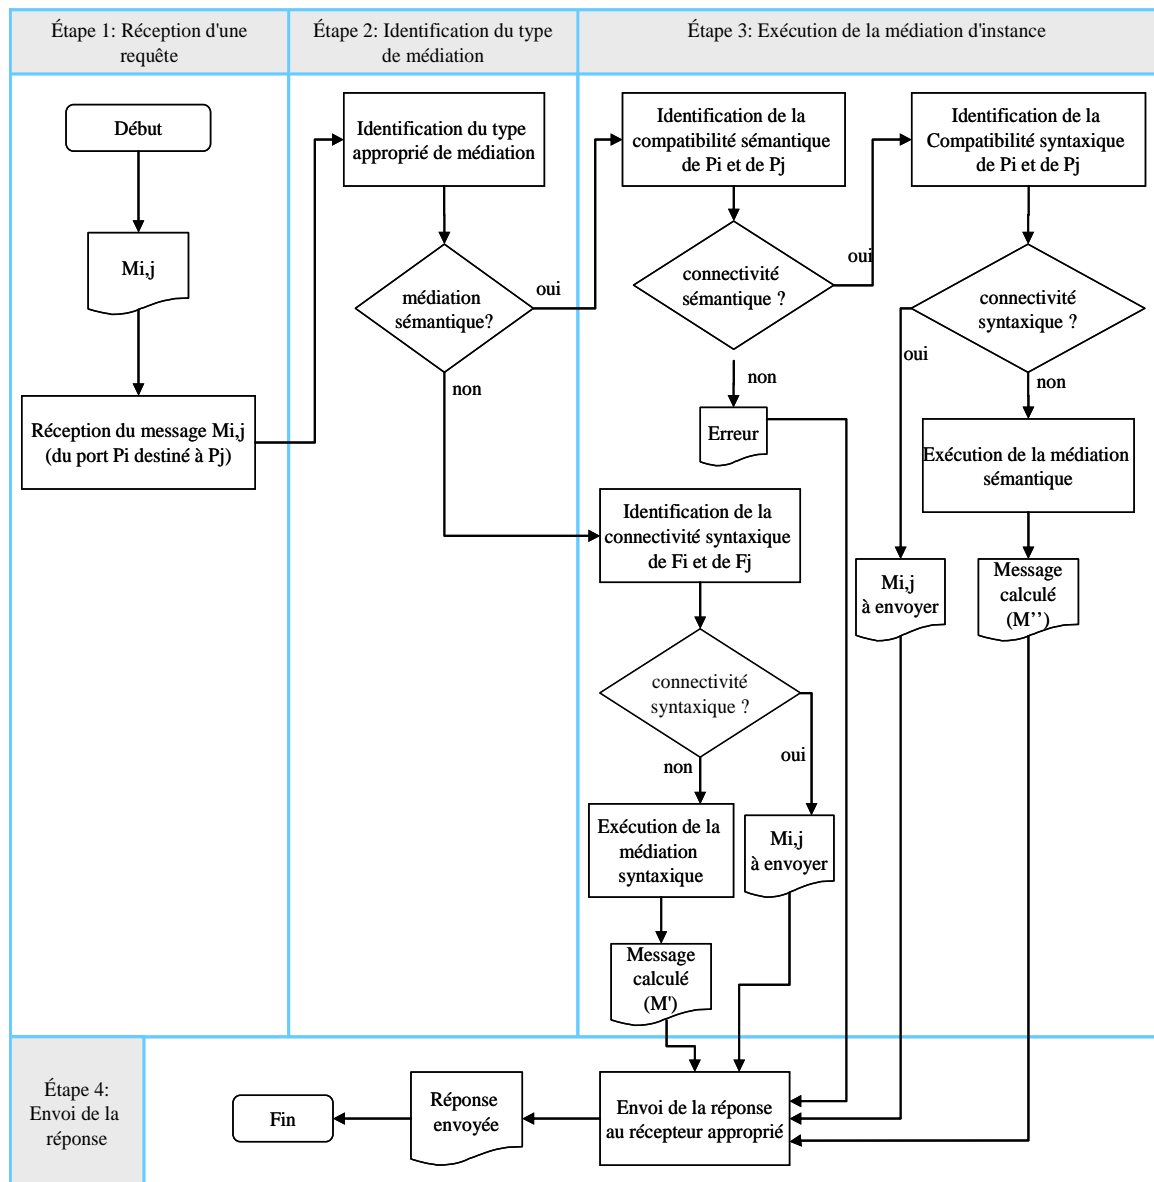 Étape 1: Réception d'une
requête
Étape 2: Identification du type
de médiation
Étape 3: Exécution de la médiation d'instance
Début
Mi,j
Réception du message Mi,j
(du port Pi destiné à Pj)
Identification du type
approprié de médiation
médiation
sémantique?
oui
non
Identification de la
compatibilité sémantique
de Pi et de Pj
connectivité
sémantique ?
oui
non
Erreur
Identification de la
Compatibilité syntaxique
de Pi et de Pj
connectivité
syntaxique ?
oui
non
Exécution de la médiation
sémantique
Mi,j
à envoyer
Message
calculé
(M’’)
Identification de la
connectivité syntaxique
de Fi et de Fj
connectivité
syntaxique ?
non
oui
Exécution de la
médiation
syntaxique
Mi,j
à envoyer
Message
calculé
(M')
Étape 4:
Envoi de la
réponse
Fin
Réponse
envoyée
Envoi de la réponse
au récepteur approprié